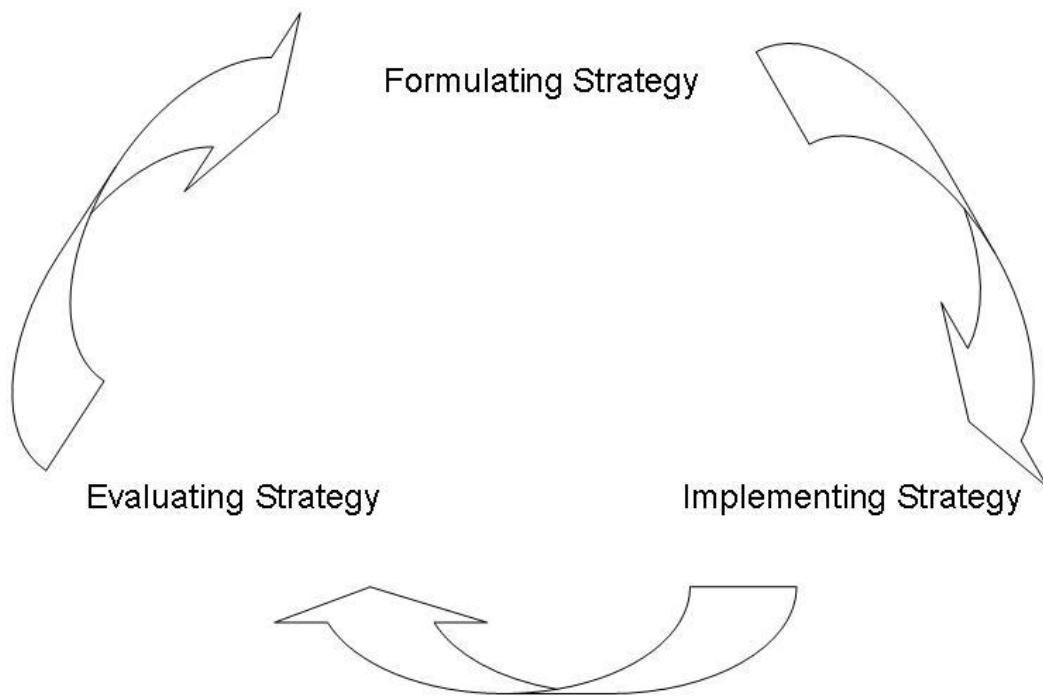 Formulating Strategy
Evaluating Strategy
Implementing Strategy